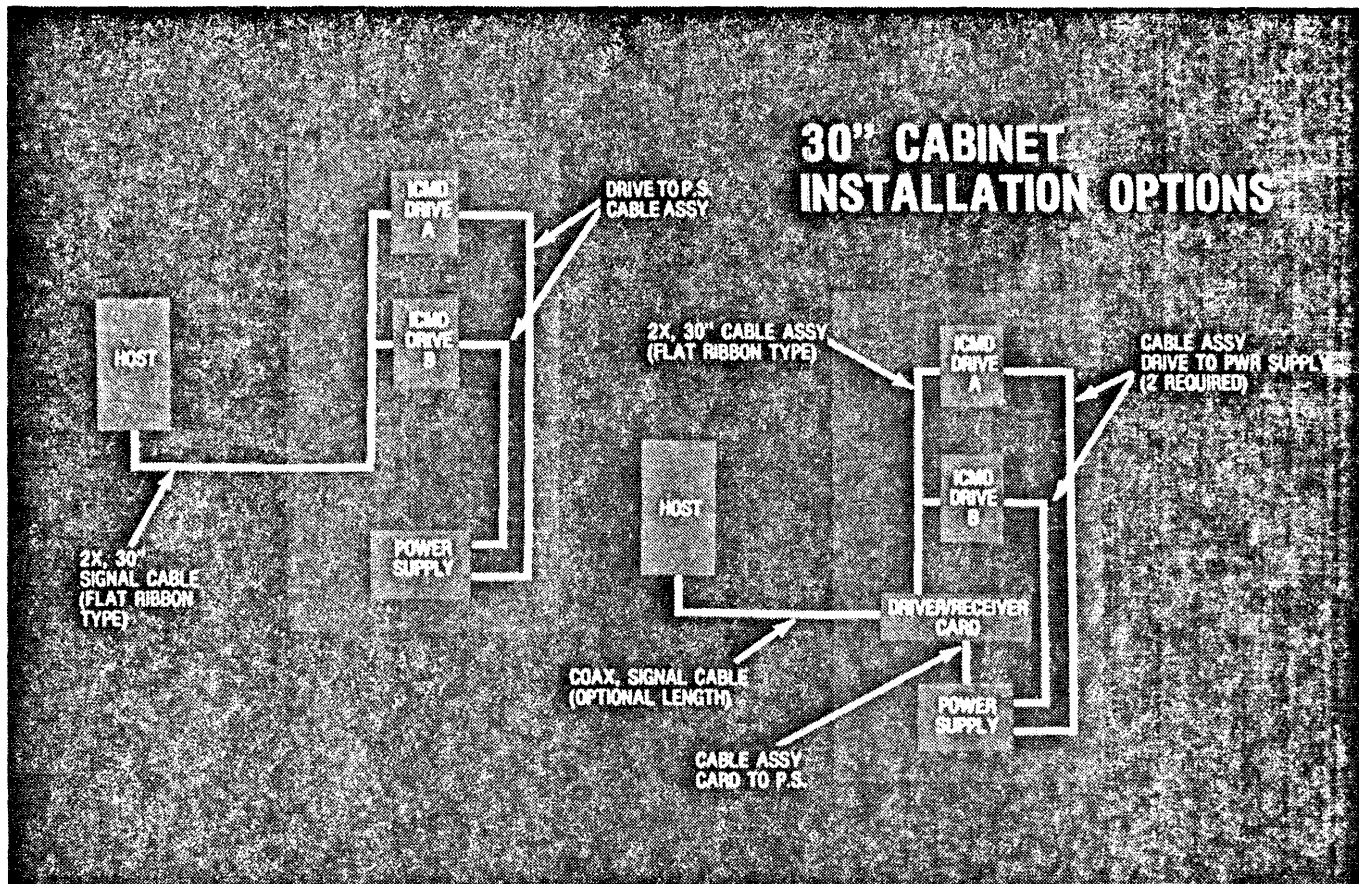 30" CABINET
INSTALLATION OPTIONS
ICMD
DRIVE
A
DRIVE TO P.S.
CABLE ASSY
ICMD
DRIVE
B
HOST
POWER
SUPPLY
2X, 30"
SIGNAL CABLE
(FLAT RIBBON
TYPE)
2X, 30" CABLE ASSY
(FLAT RIBBON TYPE)
ICMD
DRIVE
A
CABLE ASSY
DRIVE TO PWR SUPPLY
(2 REQUIRED)
ICMD
DRIVE
B
HOST
DRIVER/RECEIVER
CARD
COAX, SIGNAL CABLE
(OPTIONAL LENGTH)
POWER
SUPPLY
CABLE ASSY
CARD TO P.S.